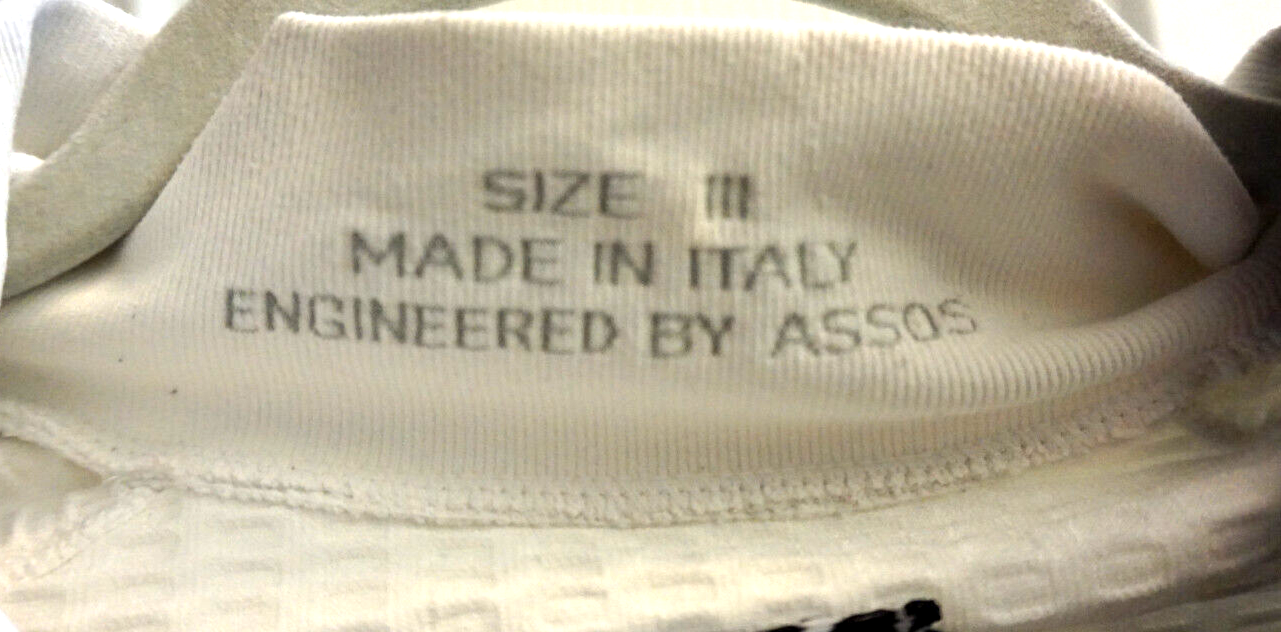 SIZE III
MADE IN ITALY
ENGINEERED BY ASSOS